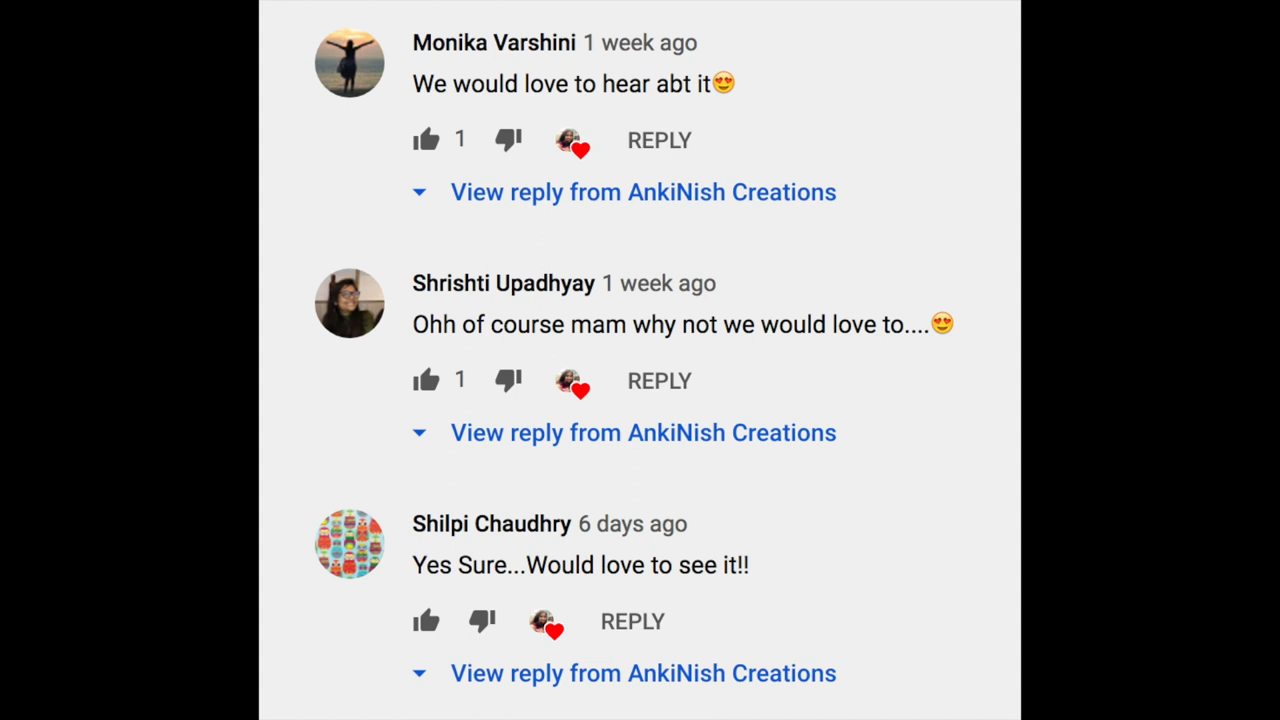 Monika Varshini 1 week ago
We would love to hear abt it😍
1 REPLY
View reply from AnkiNish Creations
Shrishti Upadhyay 1 week ago
Ohh of course mam why not we would love to....😍
1 REPLY
View reply from AnkiNish Creations
Shilpi Chaudhry 6 days ago
Yes Sure...Would love to see it!!
REPLY
View reply from AnkiNish Creations